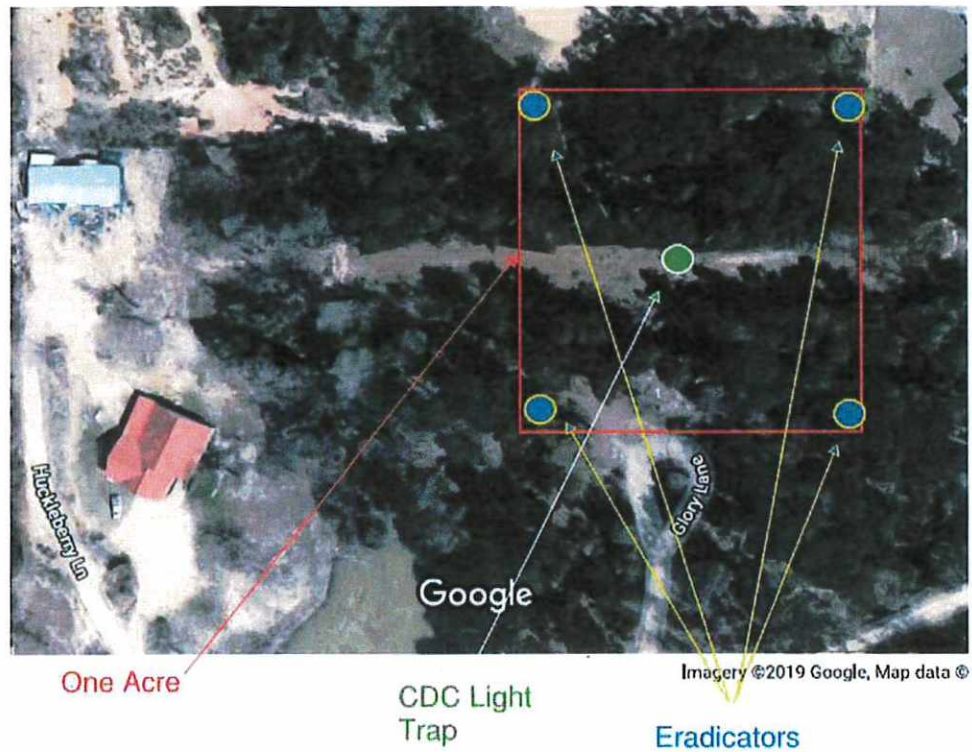 Huckleberry Ln
Glory Lane
Google
Imagery ©2019 Google, Map data ©
One Acre
CDC Light
Trap
Eradicators